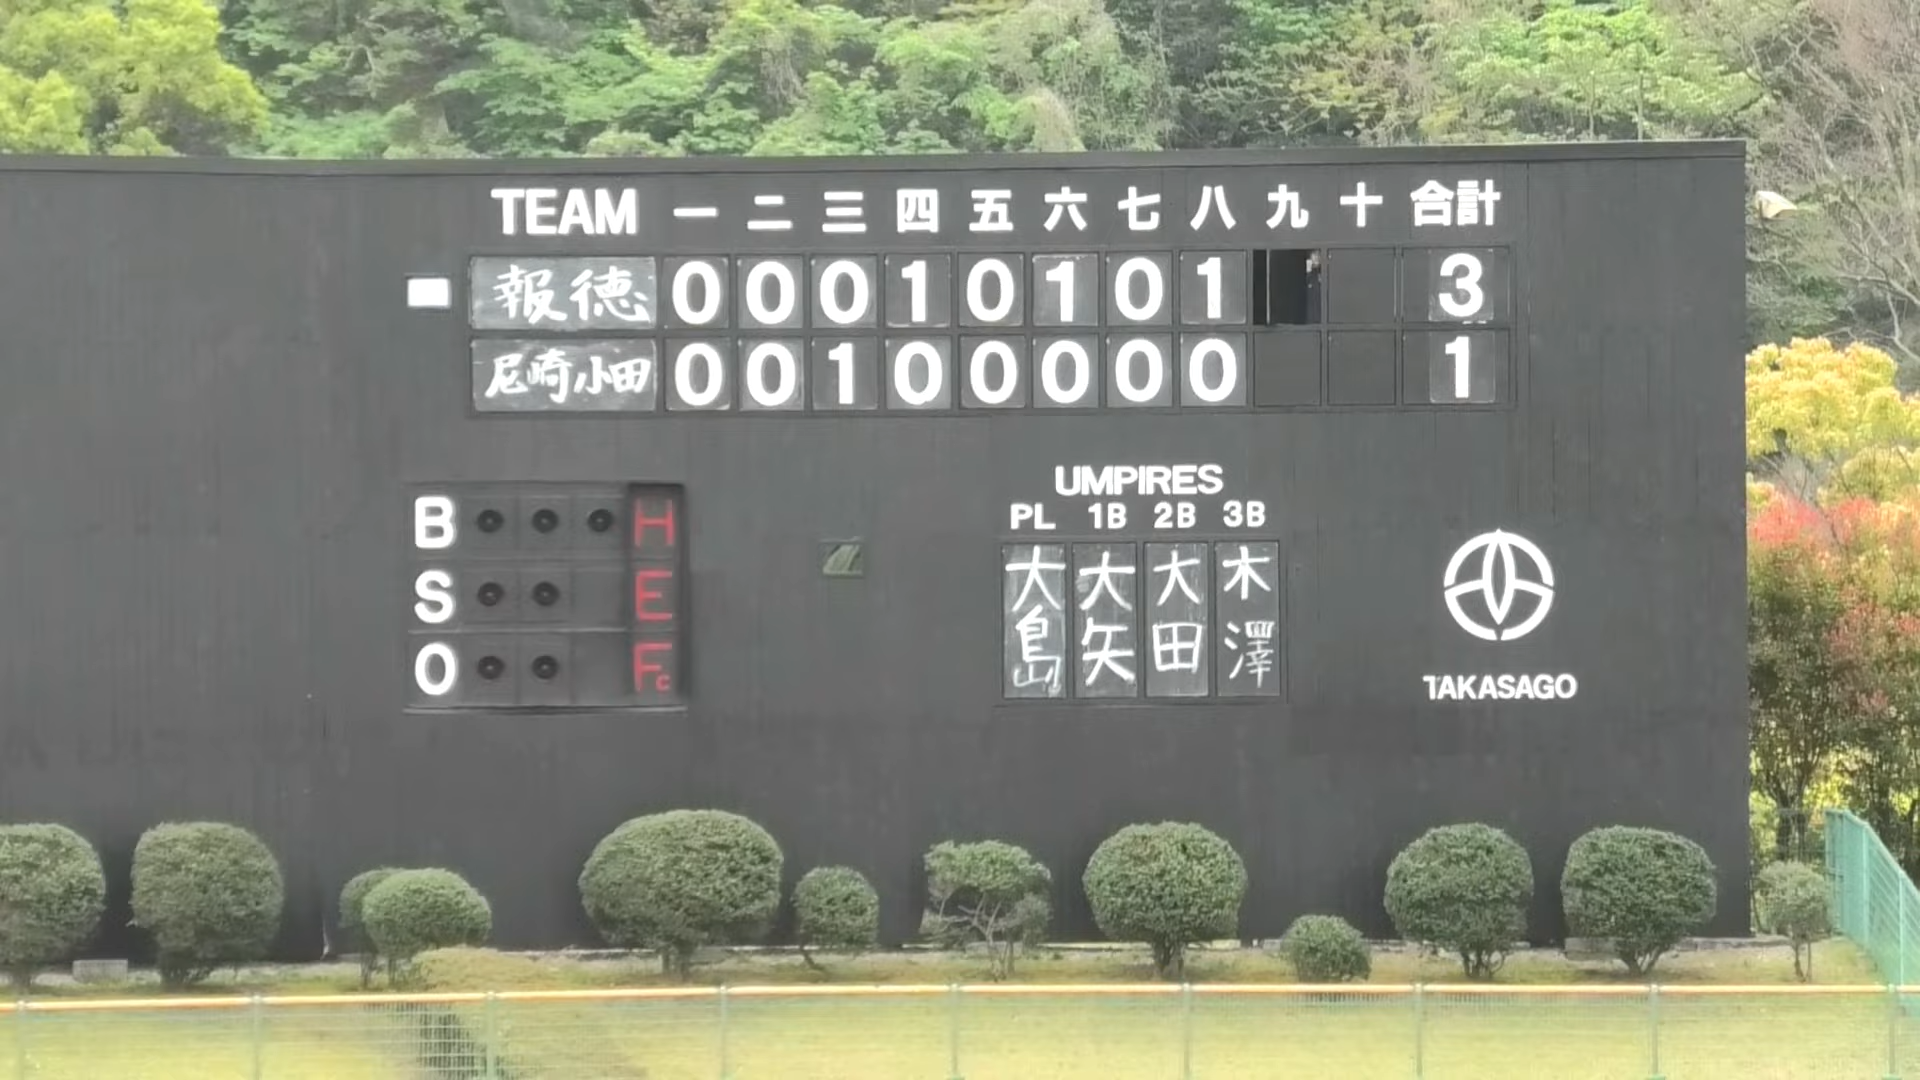 TEAM 一 二 三 四 五 六 七 八 九 十 合計
報徳 0 0 0 1 0 1 0 1 3
尼崎小田 0 0 1 0 0 0 0 0 1
UMPIRES
PL 1B 2B 3B
大島 大矢 大田 木澤
B H
S E
O Fc
TAKASAGO